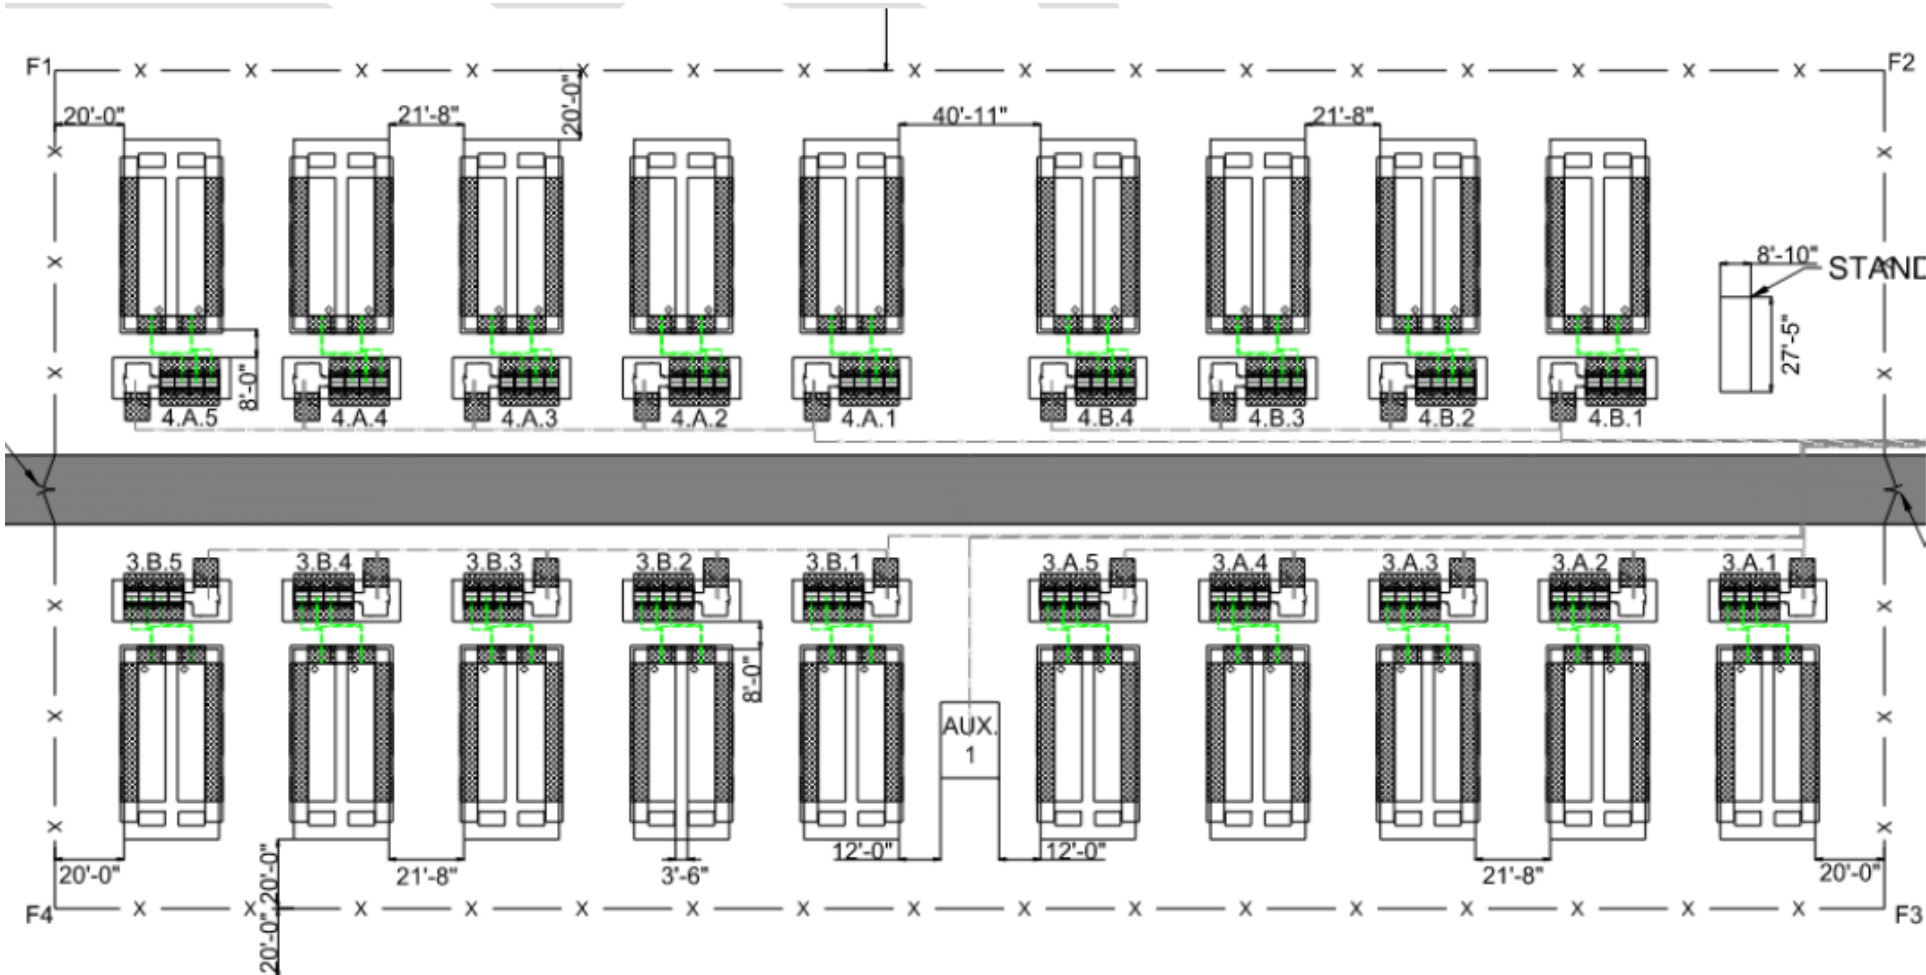 F1
F2
20'-0"
21'-8"
20'-0"
40'-11"
21'-8"
8'-10"
STAND
27'-5"
8'-0"
4.A.5
4.A.4
4.A.3
4.A.2
4.A.1
4.B.4
4.B.3
4.B.2
4.B.1
3.B.5
3.B.4
3.B.3
3.B.2
3.B.1
3.A.5
3.A.4
3.A.3
3.A.2
3.A.1
8'-0"
AUX.
1
20'-0"
20'-0"
21'-8"
3'-6"
12'-0"
12'-0"
21'-8"
20'-0"
F4
20'-0"
F3